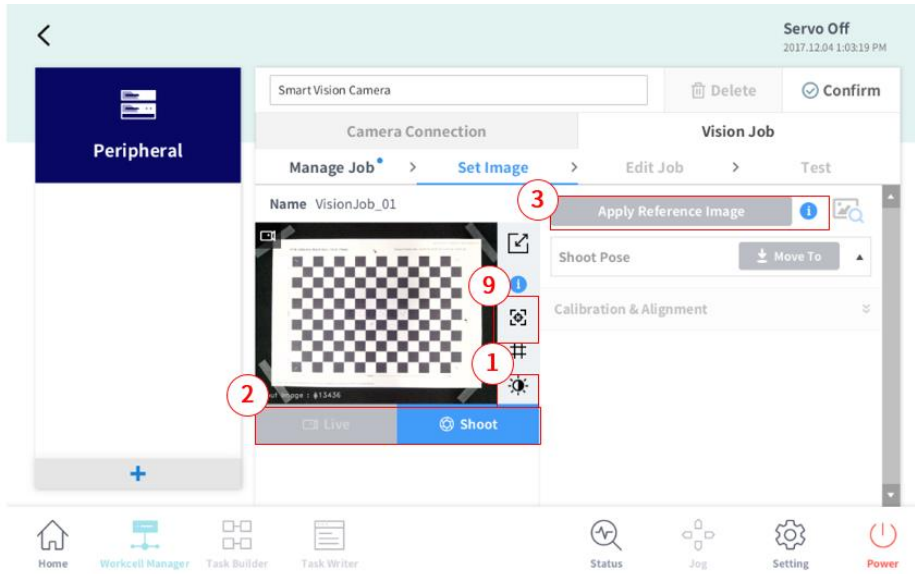 Servo Off
2017.12.04 1:03:19 PM
Peripheral
Smart Vision Camera
Delete
Confirm
Camera Connection
Vision Job
Manage Job
>
Set Image
>
Edit Job
>
Test
Name VisionJob_01
3
Apply Reference Image
Shoot Pose
Move To
9
Calibration & Alignment
1
2
image : #13436
Live
Shoot
+
Home
Workcell Manager
Task Builder
Task Writer
Status
Jog
Setting
Power